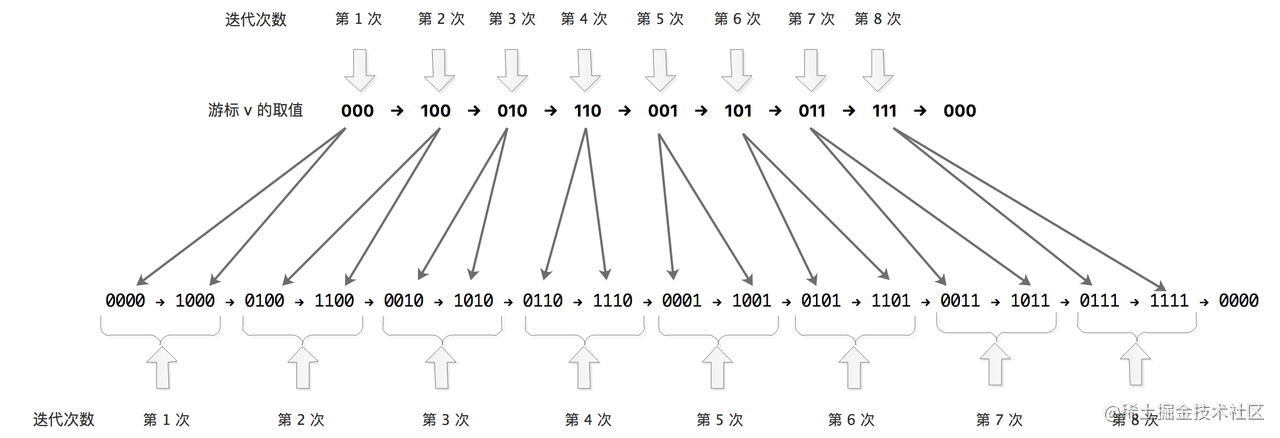 迭代次数 第 1 次 第 2 次 第 3 次 第 4 次 第 5 次 第 6 次 第 7 次 第 8 次
游标 v 的取值 000 → 100 → 010 → 110 → 001 → 101 → 011 → 111 → 000
0000 → 1000 → 0100 → 1100 → 0010 → 1010 → 0110 → 1110 → 0001 → 1001 → 0101 → 1101 → 0011 → 1011 → 0111 → 1111 → 0000
迭代次数 第 1 次 第 2 次 第 3 次 第 4 次 第 5 次 第 6 次 第 7 次 第 8 次
@稀土掘金技术社区